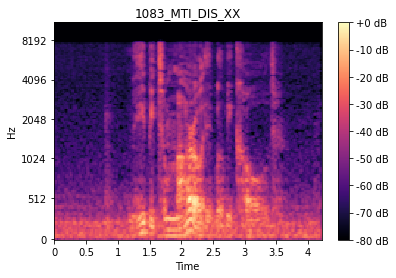 1083_MTI_DIS_XX
8192
4096
2048
1024
512
0
Hz
0 0.5 1 1.5 2 2.5 3 3.5 4
Time
+0 dB
-10 dB
-20 dB
-30 dB
-40 dB
-50 dB
-60 dB
-70 dB
-80 dB